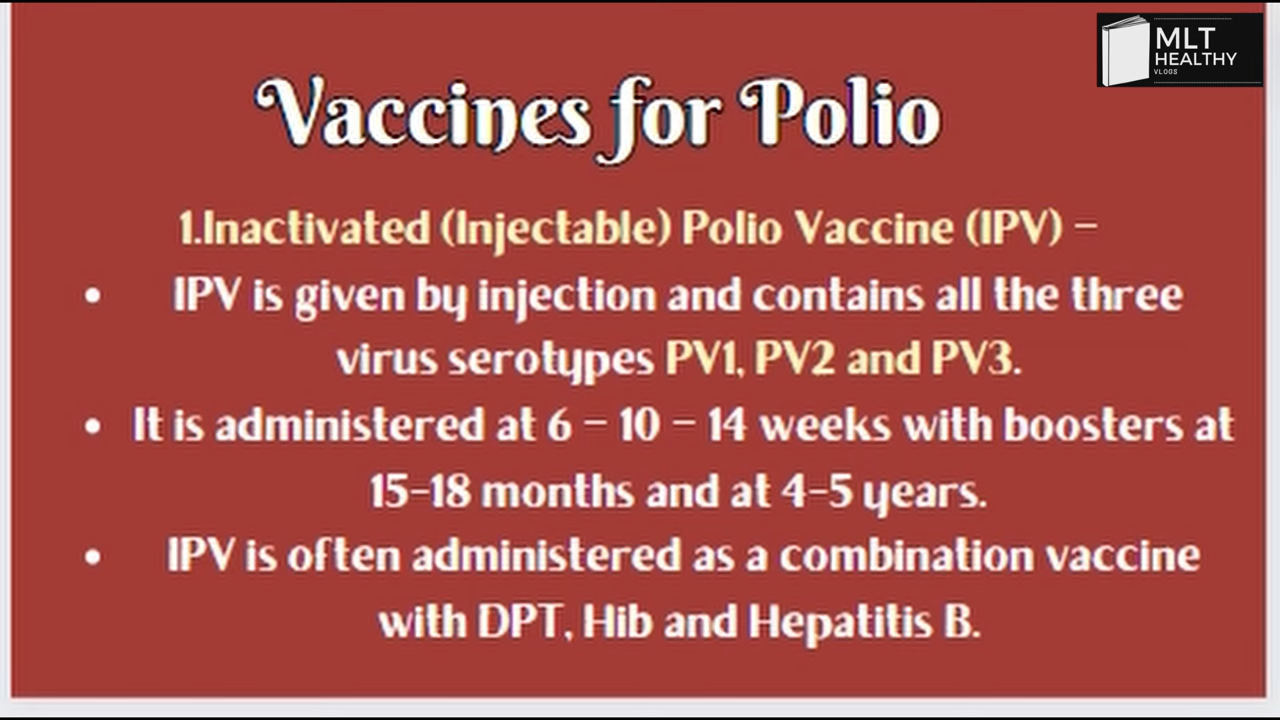 MLT
HEALTHY
VLOGS
Vaccines for Polio
1.Inactivated (Injectable) Polio Vaccine (IPV) –
• IPV is given by injection and contains all the three
virus serotypes PV1, PV2 and PV3.
• It is administered at 6 – 10 – 14 weeks with boosters at
15–18 months and at 4–5 years.
• IPV is often administered as a combination vaccine
with DPT, Hib and Hepatitis B.